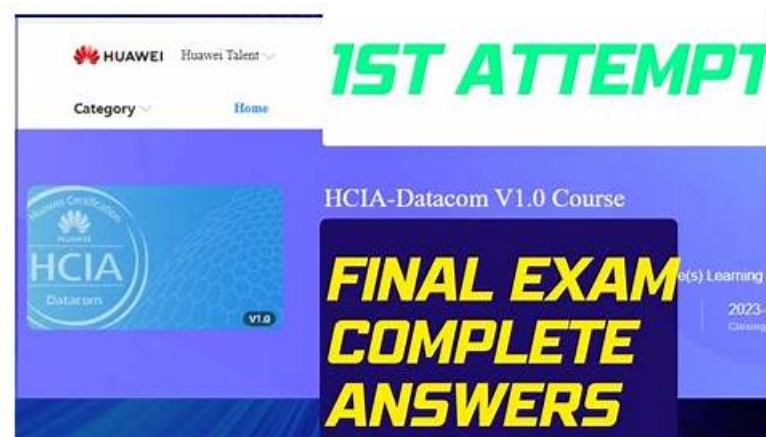 HUAWEI Huawei Talent
1ST ATTEMPT
Category Home
HCIA-Datacom V1.0 Course
Huawei Certification
HUAWEI
HCIA
Datacom
V1.0
FINAL EXAM
COMPLETE
ANSWERS
e(s) Learning
2023-
Closing